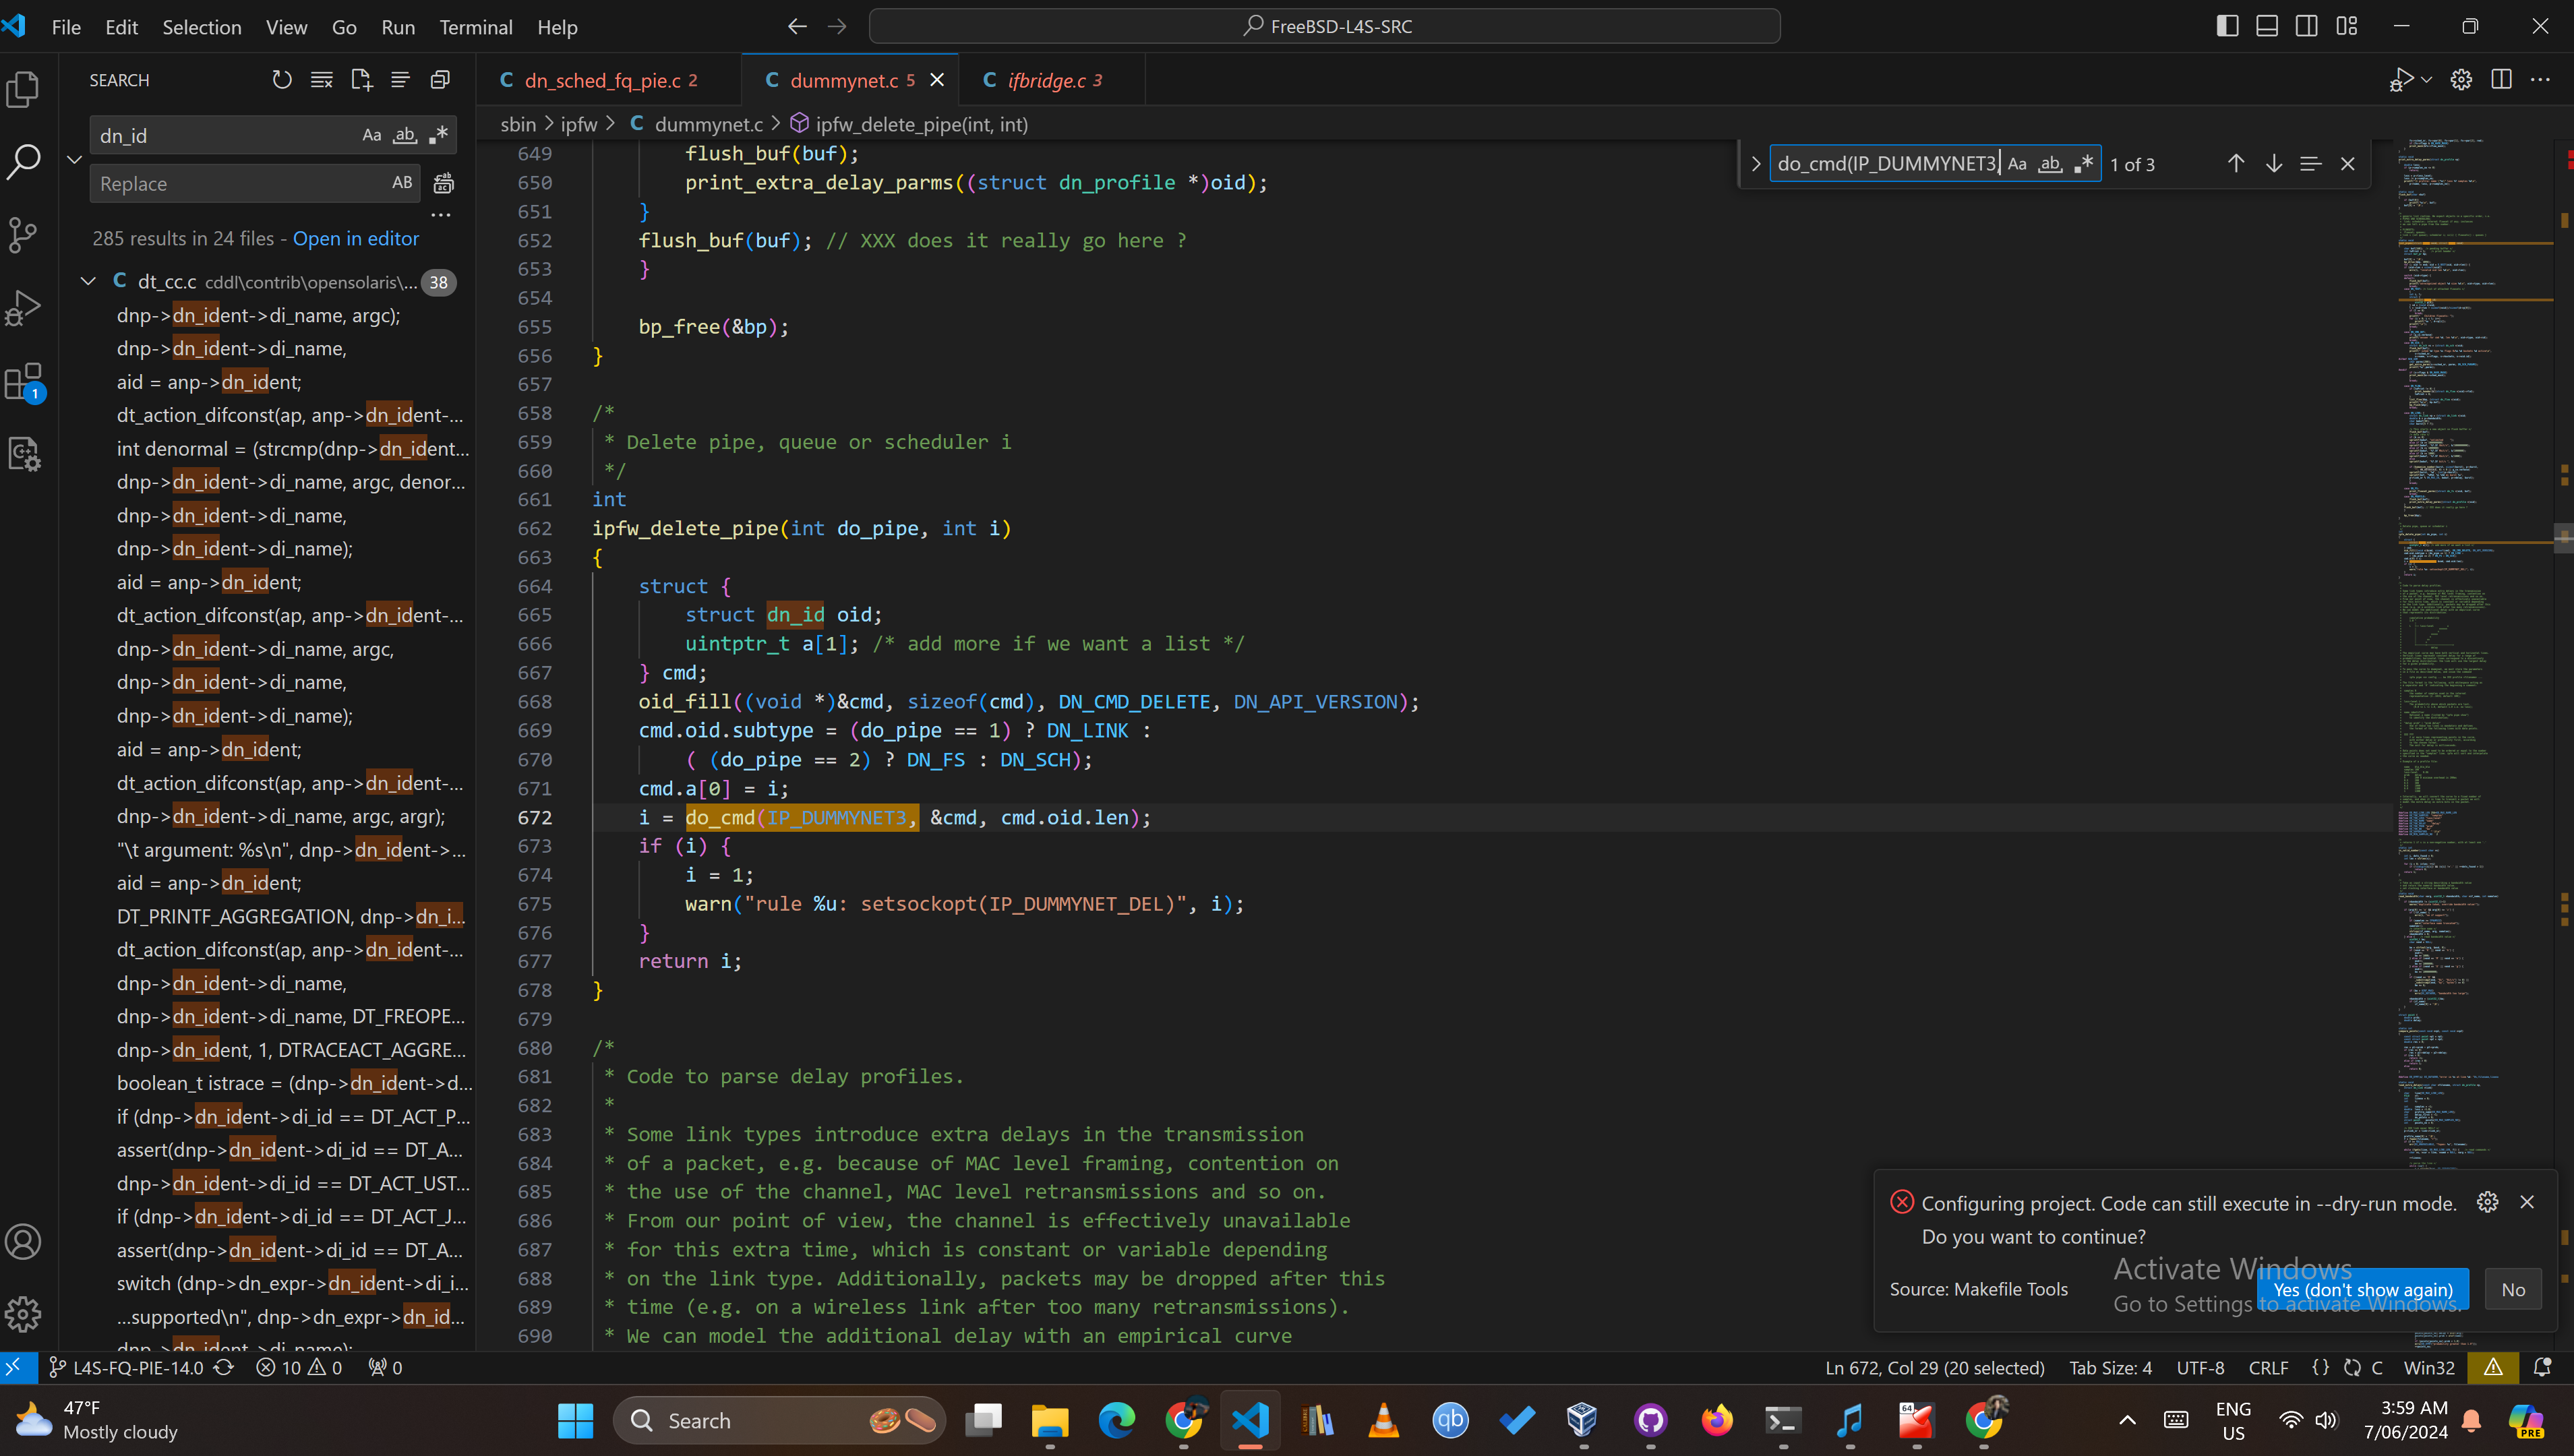 File Edit Selection View Go Run Terminal Help
FreeBSD-L4S-SRC
SEARCH
dn_id
Aa ab
Replace
AB
285 results in 24 files - Open in editor
dt_cc.c cddl\contrib\opensolaris\... 38
dnp->dn_ident->di_name, argc);
dnp->dn_ident->di_name,
aid = anp->dn_ident;
dt_action_difconst(ap, anp->dn_ident-...
int denormal = (strcmp(dnp->dn_ident...
dnp->dn_ident->di_name, argc, denor...
dnp->dn_ident->di_name,
dnp->dn_ident->di_name);
aid = anp->dn_ident;
dt_action_difconst(ap, anp->dn_ident-...
dnp->dn_ident->di_name, argc,
dnp->dn_ident->di_name,
dnp->dn_ident->di_name);
aid = anp->dn_ident;
dt_action_difconst(ap, anp->dn_ident-...
dnp->dn_ident->di_name, argc, argr);
"\t argument: %s\n", dnp->dn_ident->...
aid = anp->dn_ident;
DT_PRINTF_AGGREGATION, dnp->dn_i...
dt_action_difconst(ap, anp->dn_ident-...
dnp->dn_ident->di_name,
dnp->dn_ident->di_name, DT_FREOPE...
dnp->dn_ident, 1, DTRACEACT_AGGRE...
boolean_t istrace = (dnp->dn_ident->d...
if (dnp->dn_ident->di_id == DT_ACT_P...
assert(dnp->dn_ident->di_id == DT_A...
dnp->dn_ident->di_id == DT_ACT_UST...
if (dnp->dn_ident->di_id == DT_ACT_J...
assert(dnp->dn_ident->di_id == DT_A...
switch (dnp->dn_expr->dn_ident->di_i...
...supported\n", dnp->dn_expr->dn_id...
dnp->dn_ident->di_name);
C dn_sched_fq_pie.c 2
C dummynet.c 5
C ifbridge.c 3
sbin > ipfw > C dummynet.c > ipfw_delete_pipe(int, int)
do_cmd(IP_DUMMYNET3, Aa ab 1 of 3
649 flush_buf(buf);
650 print_extra_delay_parms((struct dn_profile *)oid);
651 }
652 flush_buf(buf); // XXX does it really go here ?
653 }
654
655 bp_free(&bp);
656 }
657
658 /*
659 * Delete pipe, queue or scheduler i
660 */
661 int
662 ipfw_delete_pipe(int do_pipe, int i)
663 {
664 struct {
665 struct dn_id oid;
666 uintptr_t a[1]; /* add more if we want a list */
667 } cmd;
668 oid_fill((void *)&cmd, sizeof(cmd), DN_CMD_DELETE, DN_API_VERSION);
669 cmd.oid.subtype = (do_pipe == 1) ? DN_LINK :
670 ( (do_pipe == 2) ? DN_FS : DN_SCH);
671 cmd.a[0] = i;
672 i = do_cmd(IP_DUMMYNET3, &cmd, cmd.oid.len);
673 if (i) {
674 i = 1;
675 warn("rule %u: setsockopt(IP_DUMMYNET_DEL)", i);
676 }
677 return i;
678 }
679
680 /*
681 * Code to parse delay profiles.
682 *
683 * Some link types introduce extra delays in the transmission
684 * of a packet, e.g. because of MAC level framing, contention on
685 * the use of the channel, MAC level retransmissions and so on.
686 * From our point of view, the channel is effectively unavailable
687 * for this extra time, which is constant or variable depending
688 * on the link type. Additionally, packets may be dropped after this
689 * time (e.g. on a wireless link after too many retransmissions).
690 * We can model the additional delay with an empirical curve
Configuring project. Code can still execute in --dry-run mode.
Do you want to continue?
Source: Makefile Tools
Yes (don't show again)
No
Activate Windows
Go to Settings to activate Windows.
L4S-FQ-PIE-14.0 10 0 0
Ln 672, Col 29 (20 selected) Tab Size: 4 UTF-8 CRLF {} C Win32
47°F
Mostly cloudy
Search
ENG
US
3:59 AM
7/06/2024
PRE